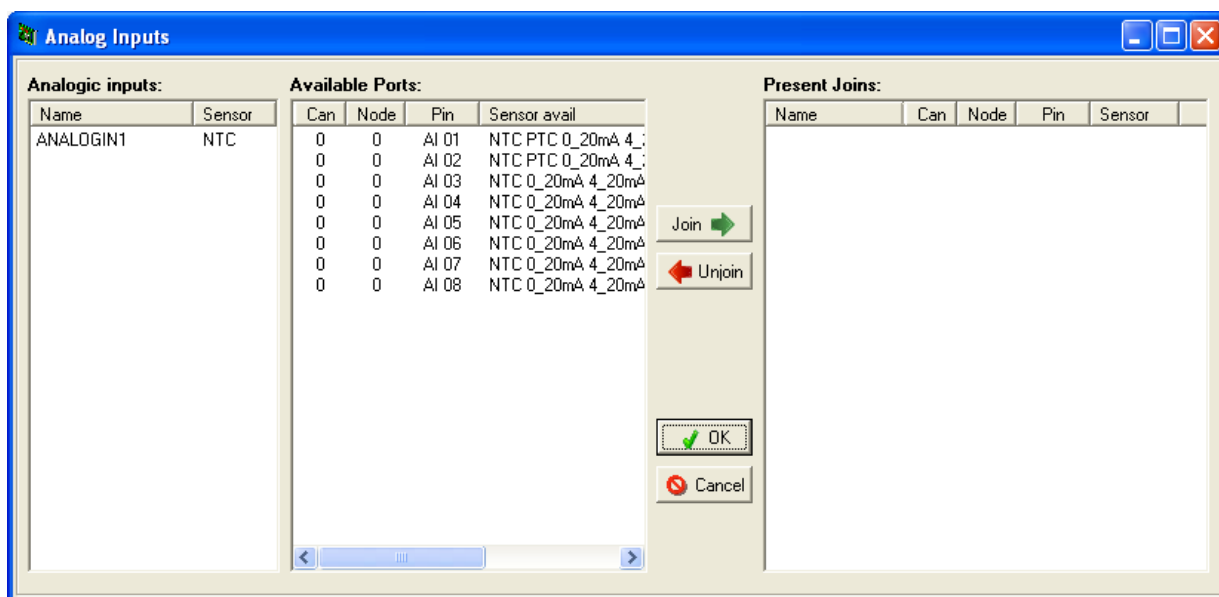 Analog Inputs
Analogic inputs: Available Ports: Present Joins:
Name Sensor Can Node Pin Sensor avail Name Can Node Pin Sensor
ANALOGIN1 NTC 0 0 AI 01 NTC PTC 0_20mA 4_
0 0 AI 02 NTC PTC 0_20mA 4_
0 0 AI 03 NTC 0_20mA 4_20mA
0 0 AI 04 NTC 0_20mA 4_20mA
0 0 AI 05 NTC 0_20mA 4_20mA
0 0 AI 06 NTC 0_20mA 4_20mA
0 0 AI 07 NTC 0_20mA 4_20mA
0 0 AI 08 NTC 0_20mA 4_20mA
Join
Unjoin
OK
Cancel